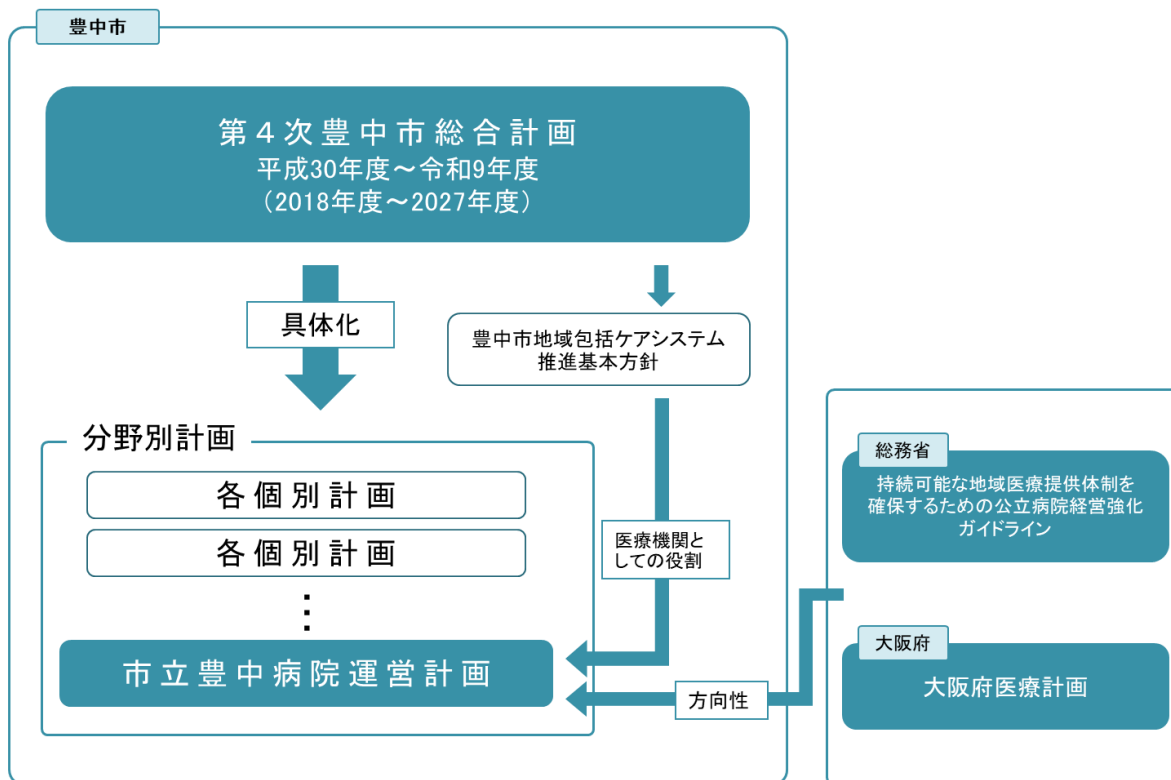 豊中市
第4次豊中市総合計画
平成30年度～令和9年度
（2018年度～2027年度）
具体化
豊中市地域包括ケアシステム
推進基本方針
分野別計画
各個別計画
各個別計画
⋮
医療機関と
しての役割
市立豊中病院運営計画
方向性
総務省
持続可能な地域医療提供体制を
確保するための公立病院経営強化
ガイドライン
大阪府
大阪府医療計画